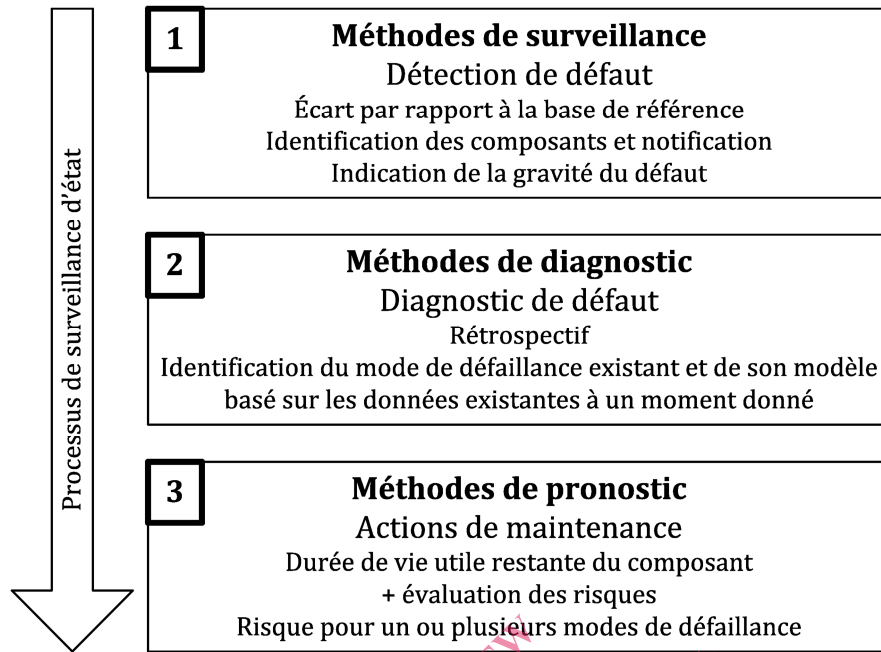 Processus de surveillance d'état
1
Méthodes de surveillance
Détection de défaut
Écart par rapport à la base de référence
Identification des composants et notification
Indication de la gravité du défaut
2
Méthodes de diagnostic
Diagnostic de défaut
Rétrospectif
Identification du mode de défaillance existant et de son modèle
basé sur les données existantes à un moment donné
3
Méthodes de pronostic
Actions de maintenance
Durée de vie utile restante du composant
+ évaluation des risques
Risque pour un ou plusieurs modes de défaillance